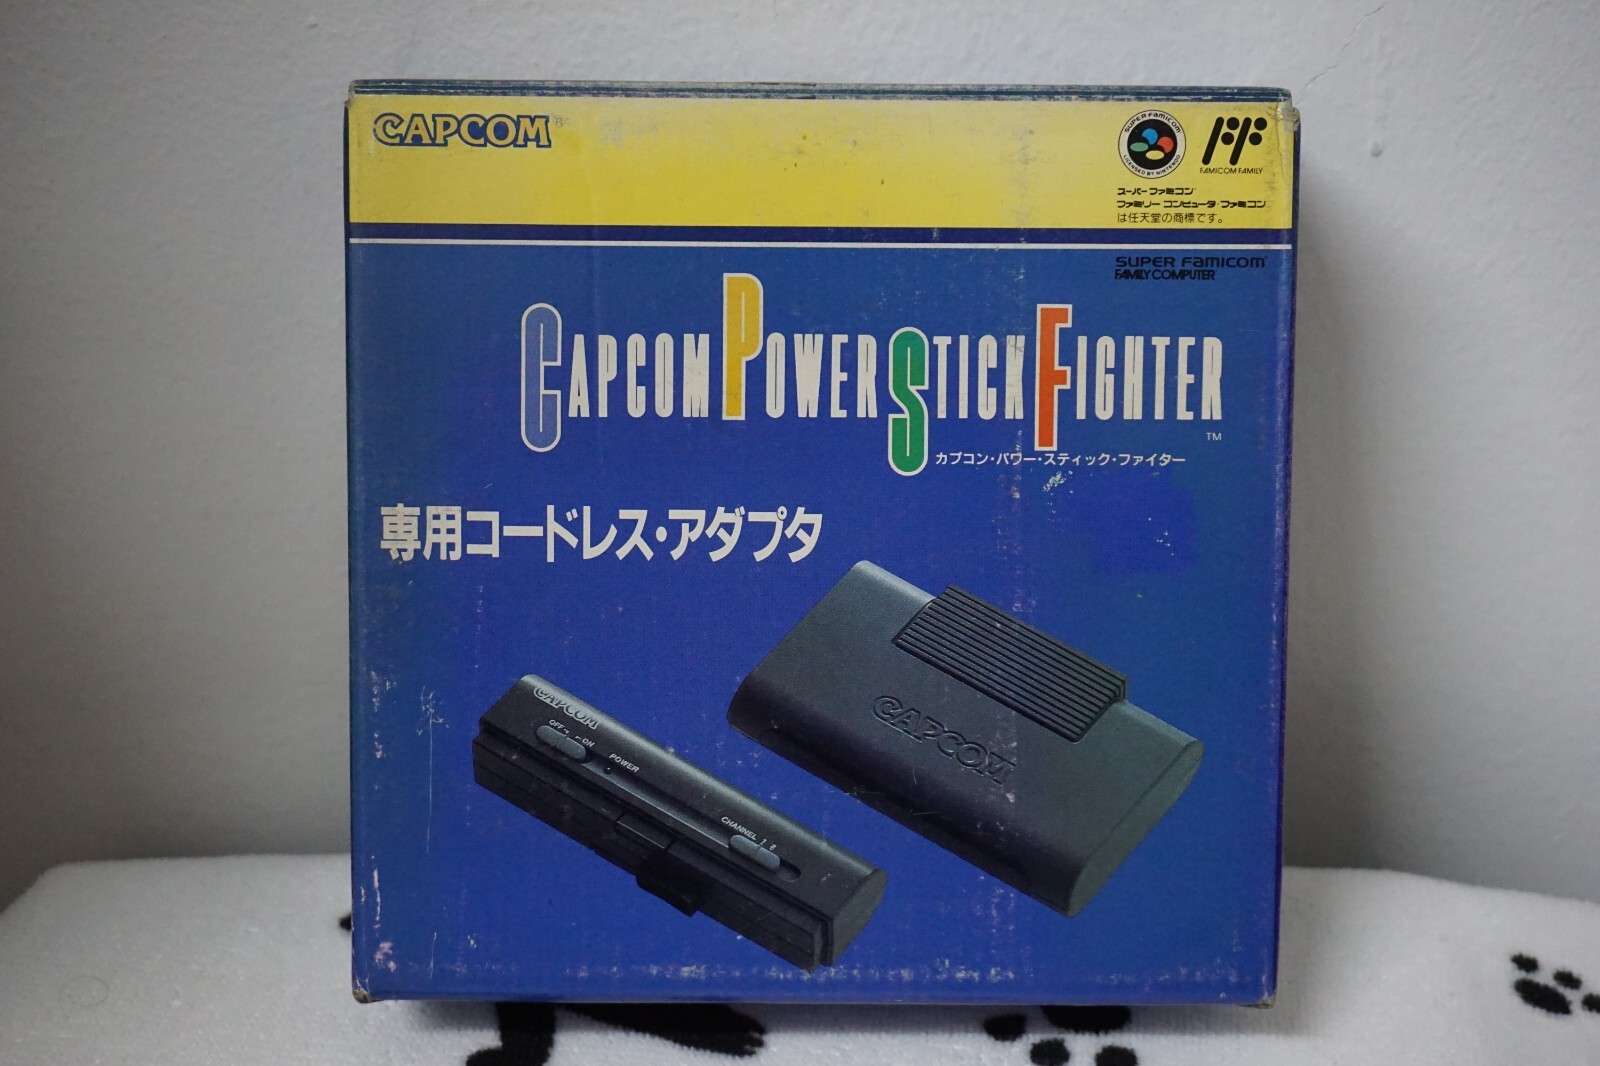 CAPCOM®
SUPER FAMICOM
LICENSED BY NINTENDO
FAMICOM FAMILY
スーパーファミコン
ファミリーコンピュータ・ファミコン
は任天堂の商標です。
SUPER FAMICOM
FAMILY COMPUTER
CAPCOM POWER STICK FIGHTER
TM
カプコン・パワー・スティック・ファイター
専用コードレス・アダプタ
CAPCOM
OFF ON
POWER
CHANNEL 1 2
CAPCOM